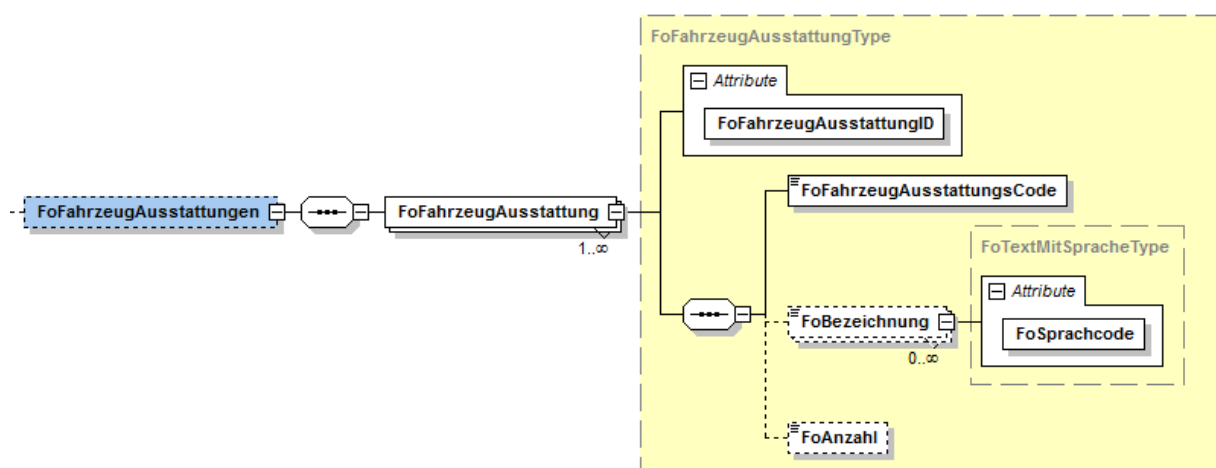 FoFahrzeugAusstattungType
Attribute
FoFahrzeugAusstattungID
FoFahrzeugAusstattungen
FoFahrzeugAusstattung
1..∞
FoFahrzeugAusstattungsCode
FoTextMitSpracheType
Attribute
FoBezeichnung
0..∞
FoSprachcode
FoAnzahl